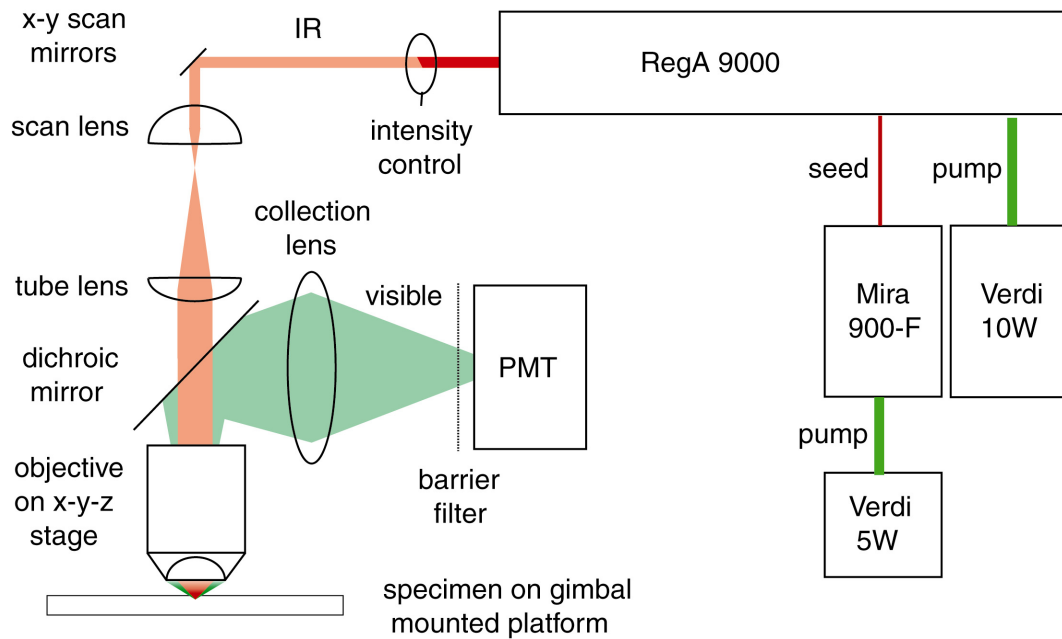 x-y scan
mirrors
IR
RegA 9000
scan lens
intensity
control
seed
pump
collection
lens
tube lens
visible
Mira
900-F
Verdi
10W
dichroic
mirror
PMT
pump
objective
on x-y-z
stage
barrier
filter
Verdi
5W
specimen on gimbal
mounted platform